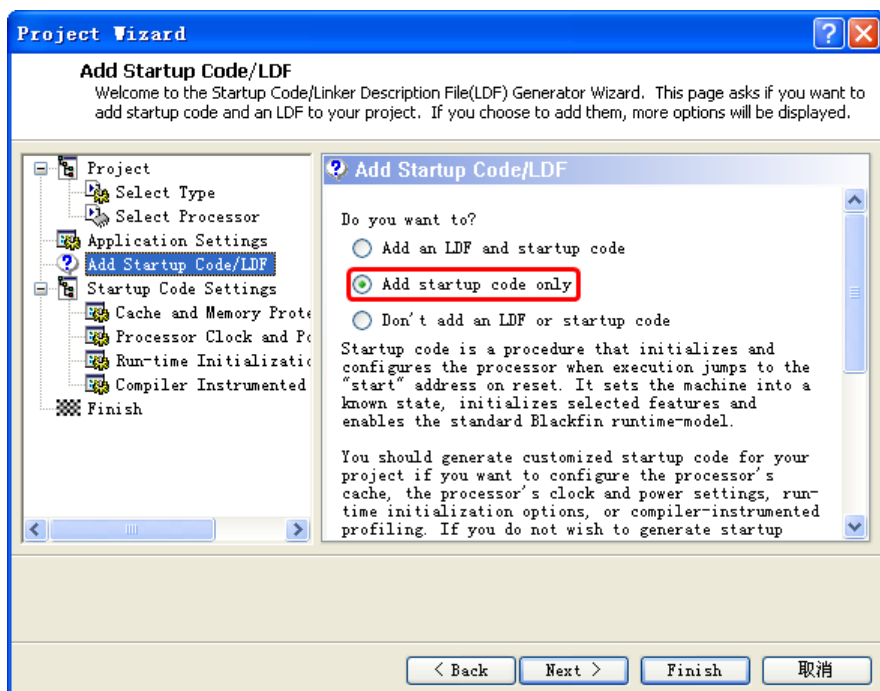 Project Wizard
Add Startup Code/LDF
Welcome to the Startup Code/Linker Description File(LDF) Generator Wizard. This page asks if you want to
add startup code and an LDF to your project. If you choose to add them, more options will be displayed.
Project
Select Type
Select Processor
Application Settings
Add Startup Code/LDF
Startup Code Settings
Cache and Memory Prote
Processor Clock and Po
Run-time Initializatio
Compiler Instrumented
Finish
Add Startup Code/LDF
Do you want to?
Add an LDF and startup code
Add startup code only
Don't add an LDF or startup code
Startup code is a procedure that initializes and
configures the processor when execution jumps to the
"start" address on reset. It sets the machine into a
known state, initializes selected features and
enables the standard Blackfin runtime-model.
You should generate customized startup code for your
project if you want to configure the processor's
cache, the processor's clock and power settings, run-
time initialization options, or compiler-instrumented
profiling. If you do not wish to generate startup
< Back
Next >
Finish
取消